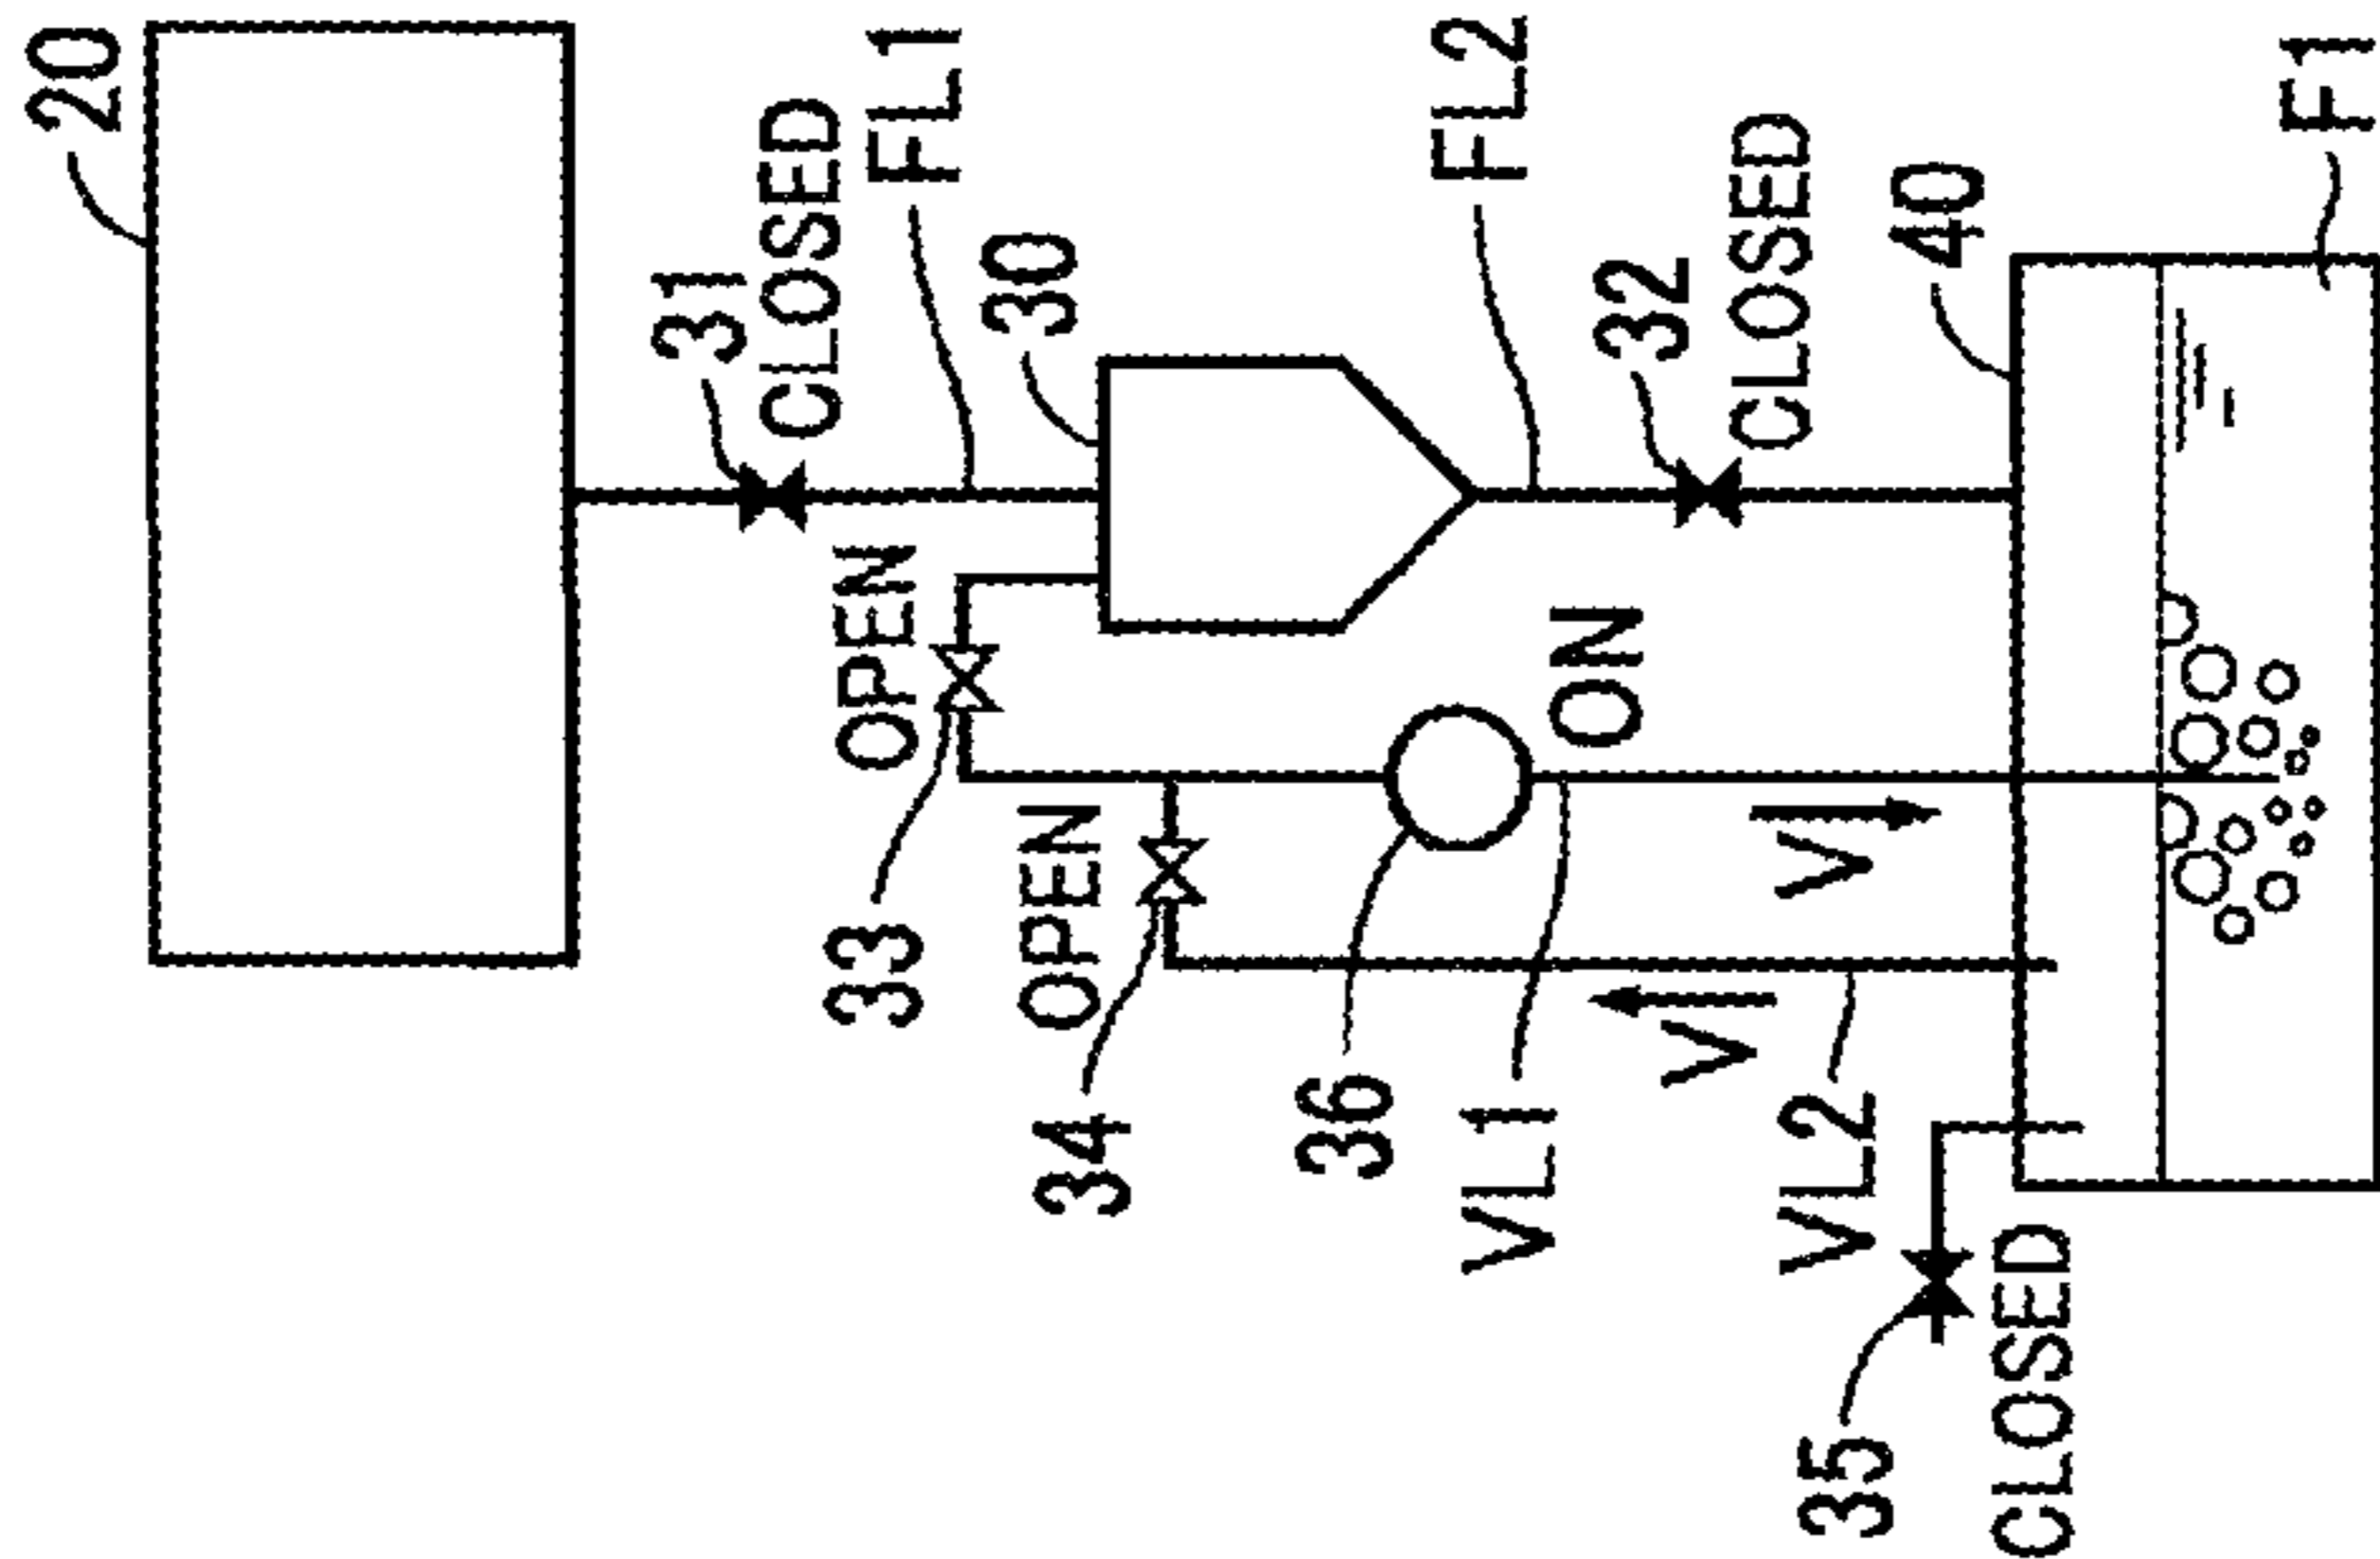 20
31
CLOSED
FL1
30
FL2
32
CLOSED
40
F1
OPEN
33
OPEN
34
ON
36
VL1
V
V
VL2
35
CLOSED